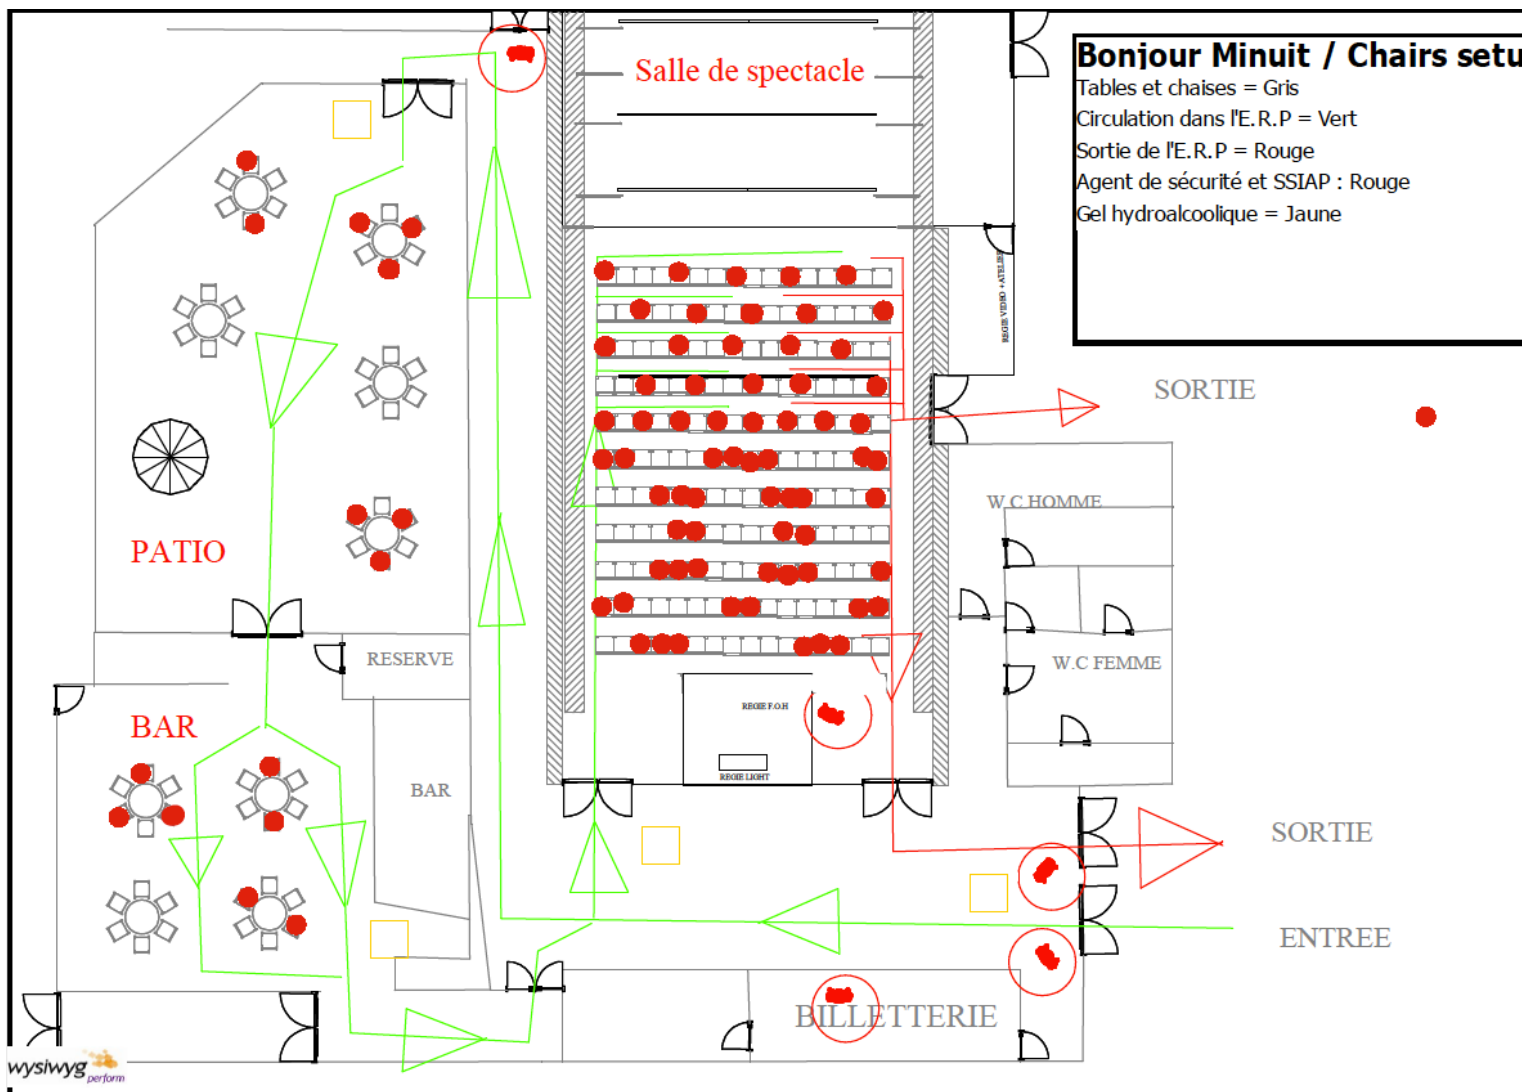 Salle de spectacle
Bonjour Minuit / Chairs setu
Tables et chaises = Gris
Circulation dans l'E.R.P = Vert
Sortie de l'E.R.P = Rouge
Agent de sécurité et SSIAP : Rouge
Gel hydroalcoolique = Jaune
SORTIE
W.C HOMME
PATIO
RESERVE
W.C FEMME
BAR
REGIE F.O.H
REGIE LIGHT
BAR
SORTIE
ENTREE
BILLETTERIE
wysiwyg
perform